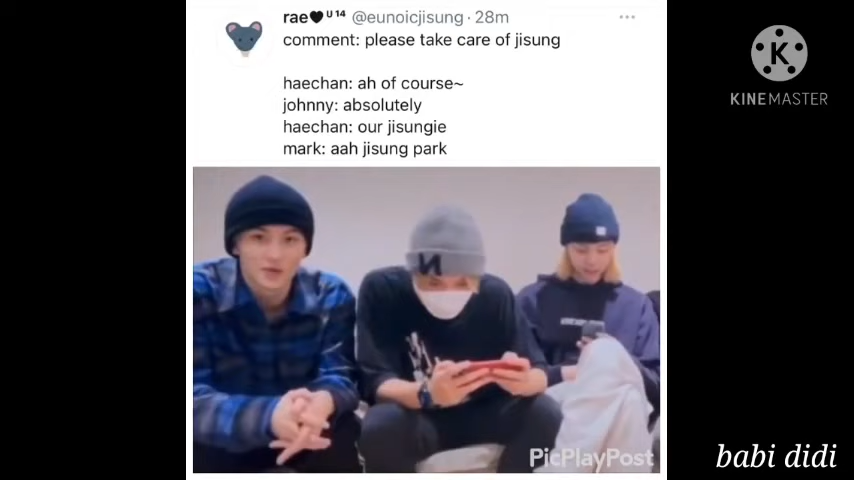 rae🖤ᵁ ¹⁴ @eunoicjisung · 28m
comment: please take care of jisung
haechan: ah of course~
johnny: absolutely
haechan: our jisungie
mark: aah jisung park
KINEMASTER
PicPlayPost
babi didi